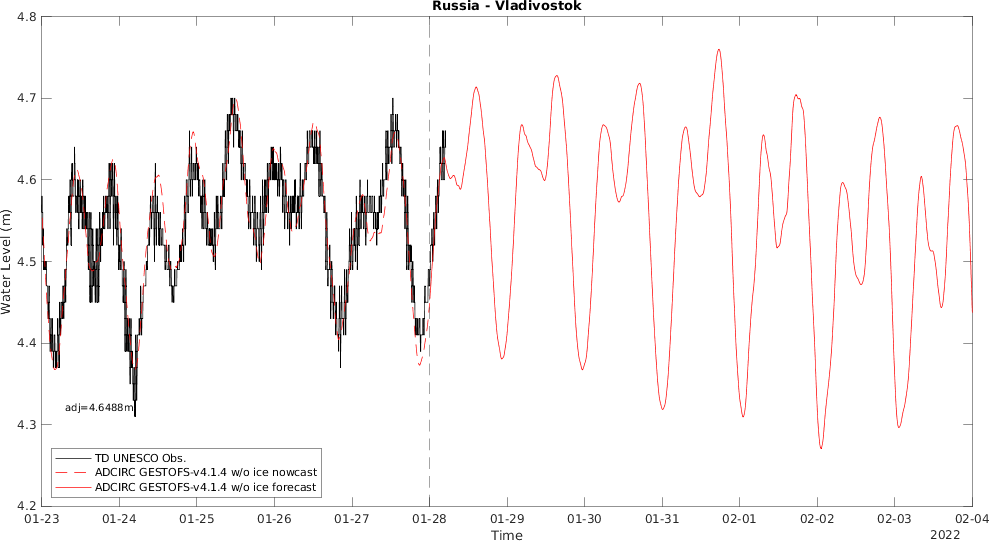 Russia - Vladivostok
4.8
4.7
4.6
4.5
4.4
4.3
4.2
Water Level (m)
adj=4.6488m
TD UNESCO Obs.
ADCIRC GESTOFS-v4.1.4 w/o ice nowcast
ADCIRC GESTOFS-v4.1.4 w/o ice forecast
01-23 01-24 01-25 01-26 01-27 01-28 01-29 01-30 01-31 02-01 02-02 02-03 02-04
Time
2022